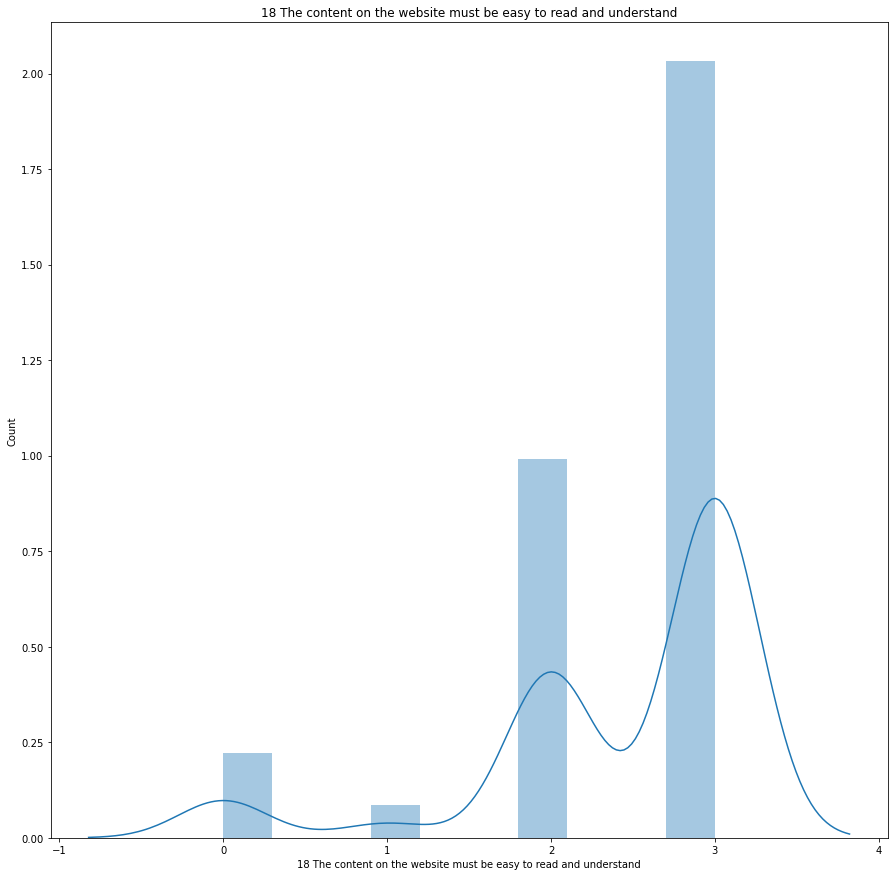 18 The content on the website must be easy to read and understand
2.00
1.75
1.50
1.25
1.00
0.75
0.50
0.25
0.00
Count
−1 0 1 2 3 4
18 The content on the website must be easy to read and understand